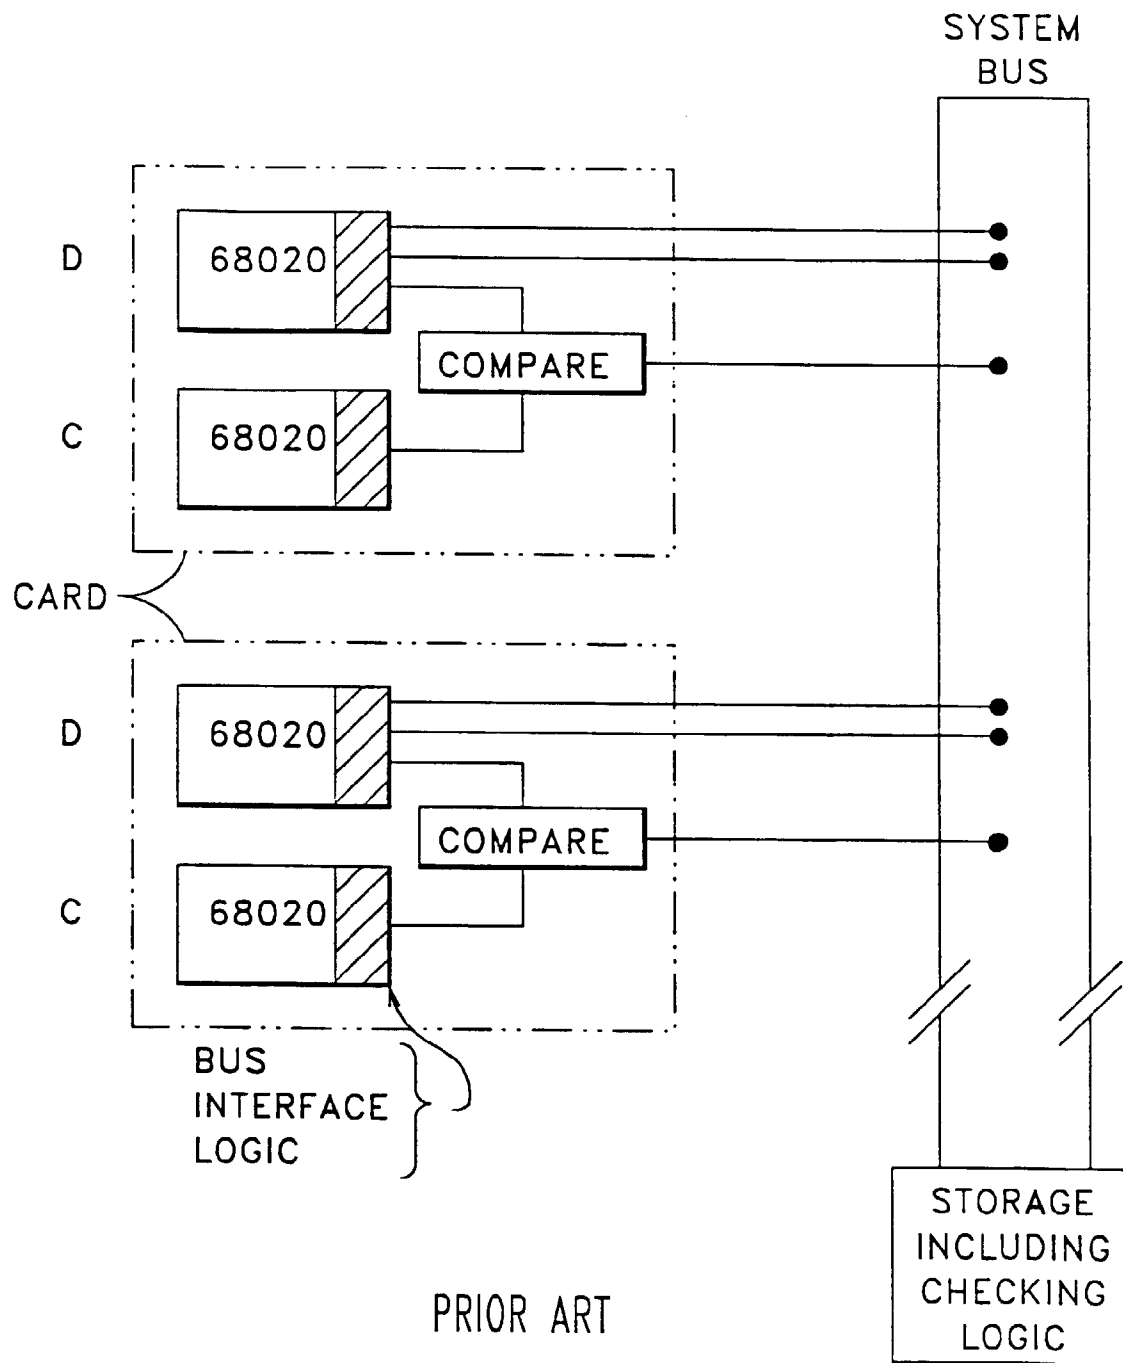 SYSTEM
BUS
D
68020
COMPARE
C
68020
CARD
D
68020
COMPARE
C
68020
BUS
INTERFACE
LOGIC
STORAGE
INCLUDING
CHECKING
LOGIC
PRIOR ART